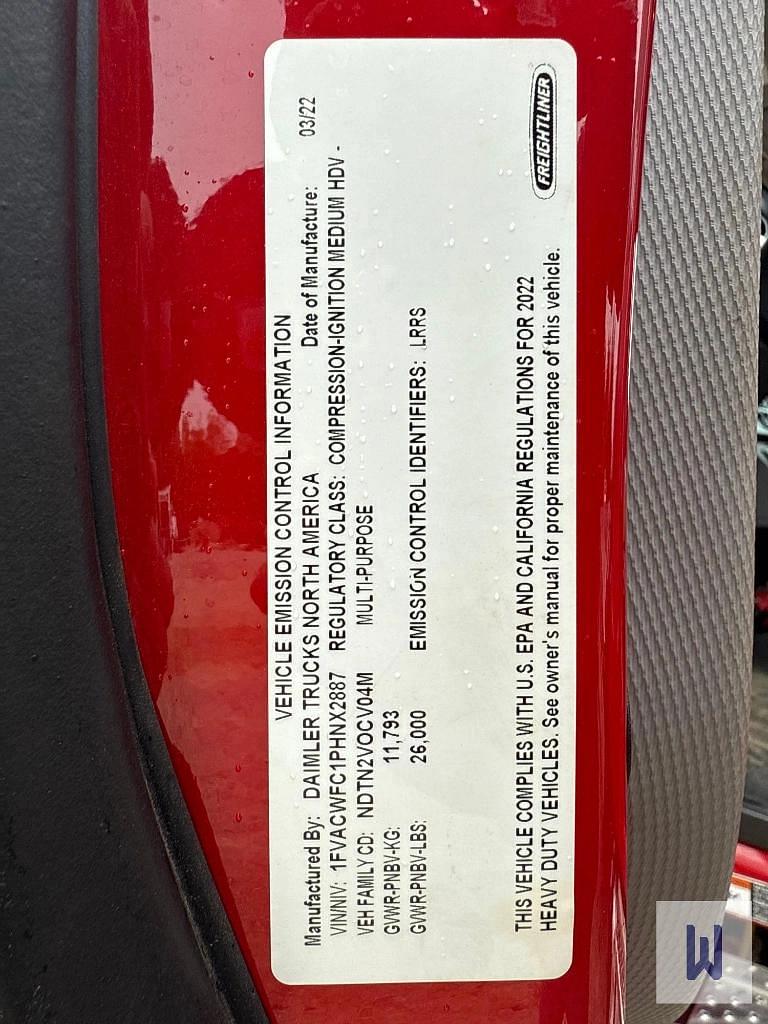 VEHICLE EMISSION CONTROL INFORMATION
Manufactured By: DAIMLER TRUCKS NORTH AMERICA Date of Manufacture: 03/22
VIN/NIV: 1FVACWFC1PHNX2887 REGULATORY CLASS: COMPRESSION-IGNITION MEDIUM HDV -
VEH FAMILY CD: NDTN2VOCV04M MULTI-PURPOSE
GVWR-PNBV-KG: 11,793
GVWR-PNBV-LBS: 26,000 EMISSION CONTROL IDENTIFIERS: LRRS
THIS VEHICLE COMPLIES WITH U.S. EPA AND CALIFORNIA REGULATIONS FOR 2022
HEAVY DUTY VEHICLES. See owner's manual for proper maintenance of this vehicle.
FREIGHTLINER
W